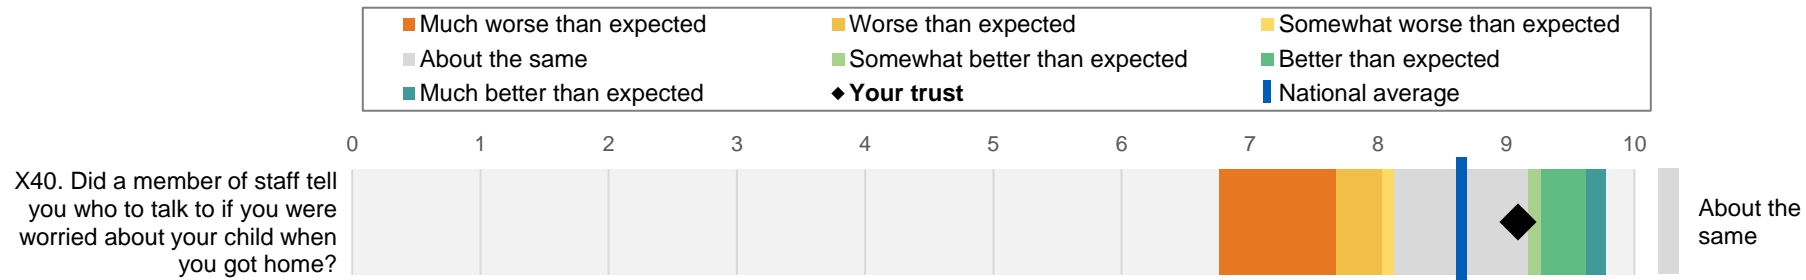 Much worse than expected
Worse than expected
Somewhat worse than expected
About the same
Somewhat better than expected
Better than expected
Much better than expected
Your trust
National average
0 1 2 3 4 5 6 7 8 9 10
X40. Did a member of staff tell
you who to talk to if you were
worried about your child when
you got home?
About the
same